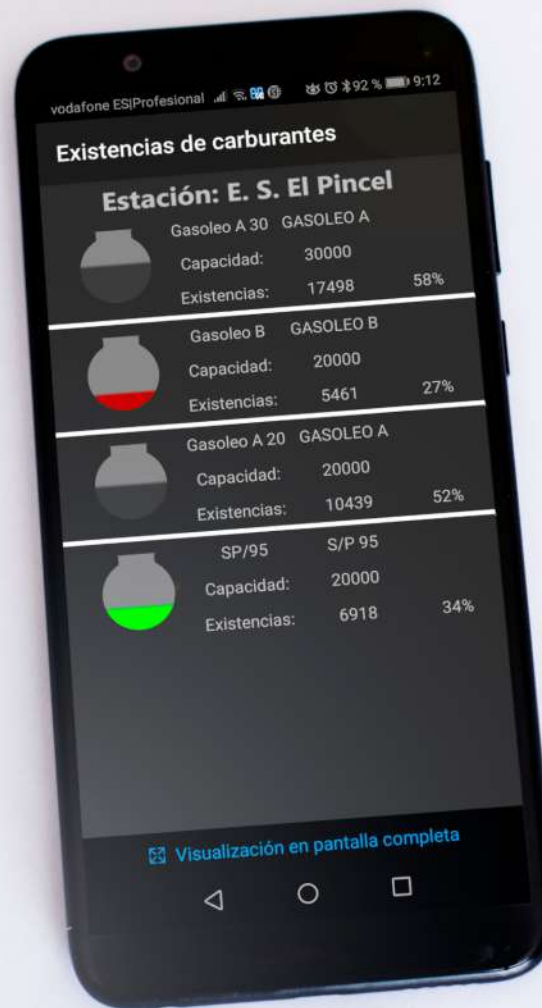 vodafone ES|Profesional 92 % 9:12
Existencias de carburantes
Estación: E. S. El Pincel
Gasoleo A 30 GASOLEO A
Capacidad: 30000
Existencias: 17498 58%
Gasoleo B GASOLEO B
Capacidad: 20000
Existencias: 5461 27%
Gasoleo A 20 GASOLEO A
Capacidad: 20000
Existencias: 10439 52%
SP/95 S/P 95
Capacidad: 20000
Existencias: 6918 34%
Visualización en pantalla completa